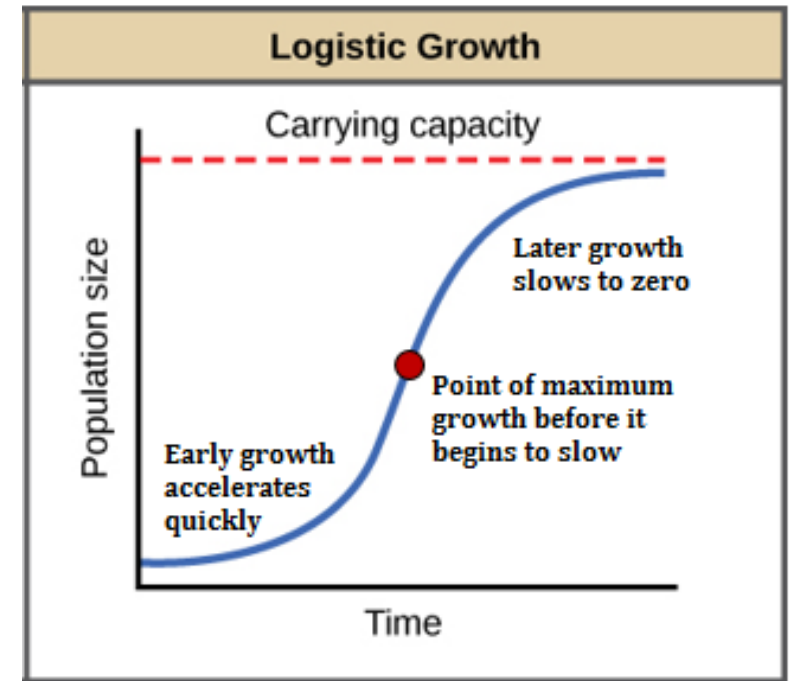 Logistic Growth
Carrying capacity
Population size
Later growth
slows to zero
Point of maximum
growth before it
begins to slow
Early growth
accelerates
quickly
Time